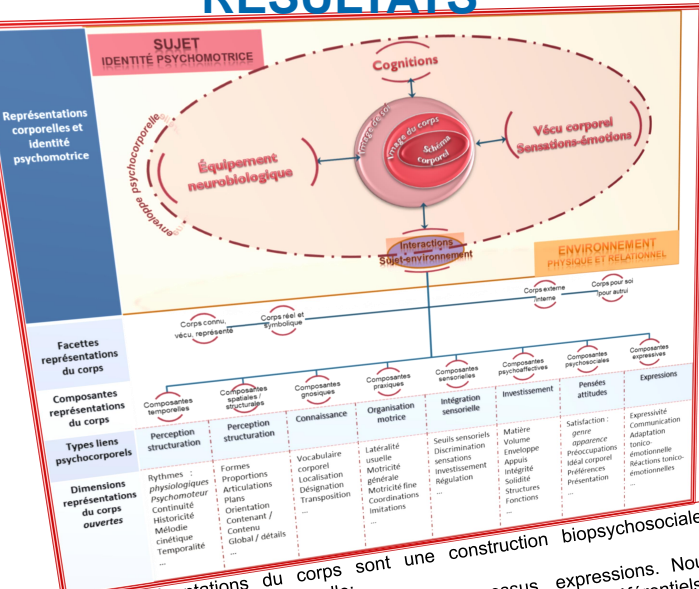 RÉSULTATS
SUJET
IDENTITÉ PSYCHOMOTRICE
Représentations
corporelles et
identité
psychomotrice
Cognitions
Image de soi
Image du corps
Schéma
corporel
Équipement
neurobiologique
Vécu corporel
Sensations-émotions
enveloppe psychocorporelle
Interactions
Sujet-environnement
ENVIRONNEMENT
PHYSIQUE ET RELATIONNEL
Facettes
représentations
du corps
Corps connu,
vécu, représenté
Corps réel et
symbolique
Corps externe
interne
Corps pour soi
pour autrui
Composantes
représentations
du corps
Composantes
temporelles
Composantes
spatiales /
structurales
Composantes
gnosiques
Composantes
praxiques
Composantes
sensorielles
Composantes
psychoaffectives
Composantes
psychosociales
Composantes
expressives
Types liens
psychocorporels
Perception
structuration
Perception
structuration
Connaissance
Organisation
motrice
Intégration
sensorielle
Investissement
Pensées
attitudes
Expressions
Dimensions
représentations
du corps
ouvertes
Rythmes :
physiologiques
Psychomoteur
Continuité
Historicité
Mélodie
cinétique
Temporalité
...
Formes
Proportions
Articulations
Plans
Orientation
Contenant /
Contenu
Global / détails
...
Vocabulaire
corporel
Localisation
Désignation
Transposition
...
Latéralité
usuelle
Motricité
générale
Motricité fine
Coordinations
Imitations
...
Seuils sensoriels
Discrimination
sensations
Investissement
Régulation
...
Matière
Volume
Enveloppe
Appuis
Intégrité
Solidité
Structures
Fonctions
...
Satisfaction :
genre
apparence
Préoccupations
Idéal corporel
Préférences
Présentation
...
Expressivité
Communication
Adaptation
tonico-
émotionnelle
Réactions tonico-
émotionnelles
...
du corps sont une construction biopsychosociale
expressions. Nou